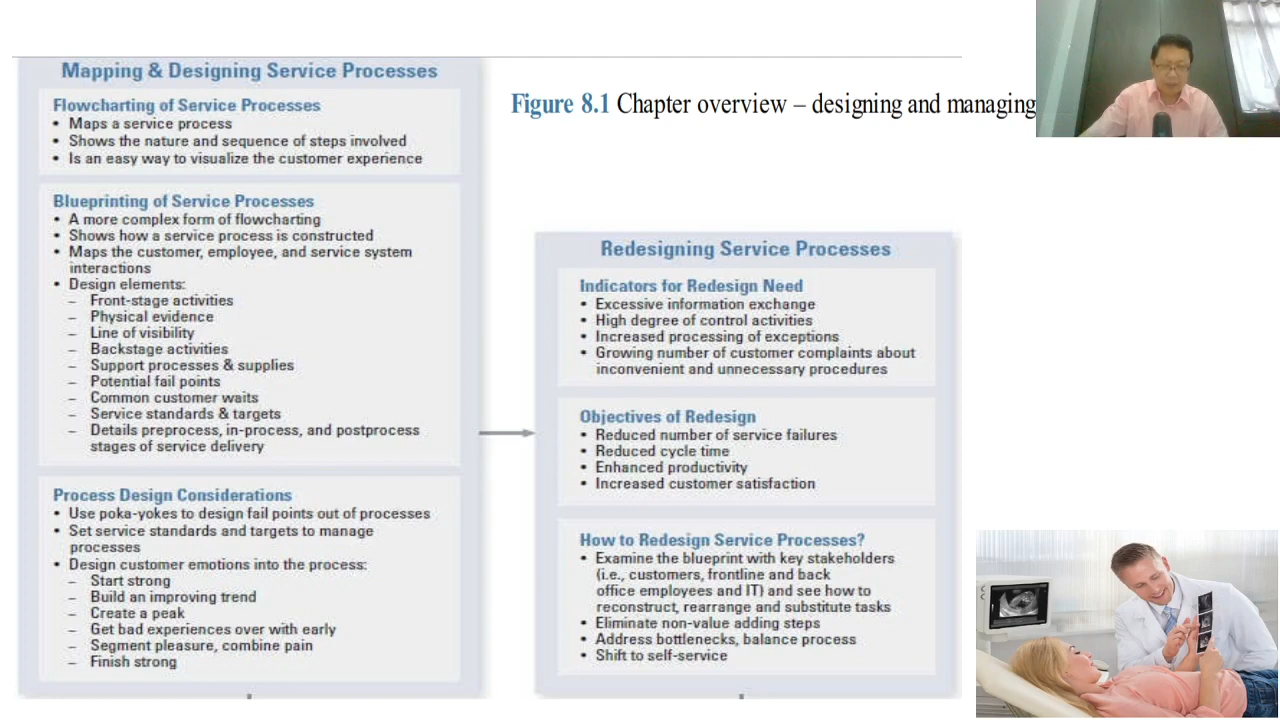 Mapping & Designing Service Processes
Flowcharting of Service Processes
• Maps a service process
• Shows the nature and sequence of steps involved
• Is an easy way to visualize the customer experience
Blueprinting of Service Processes
• A more complex form of flowcharting
• Shows how a service process is constructed
• Maps the customer, employee, and service system
interactions
• Design elements:
– Front-stage activities
– Physical evidence
– Line of visibility
– Backstage activities
– Support processes & supplies
– Potential fail points
– Common customer waits
– Service standards & targets
– Details preprocess, in-process, and postprocess
stages of service delivery
Process Design Considerations
• Use poka-yokes to design fail points out of processes
• Set service standards and targets to manage
processes
• Design customer emotions into the process:
– Start strong
– Build an improving trend
– Create a peak
– Get bad experiences over with early
– Segment pleasure, combine pain
– Finish strong
Figure 8.1 Chapter overview – designing and managing
Redesigning Service Processes
Indicators for Redesign Need
• Excessive information exchange
• High degree of control activities
• Increased processing of exceptions
• Growing number of customer complaints about
inconvenient and unnecessary procedures
Objectives of Redesign
• Reduced number of service failures
• Reduced cycle time
• Enhanced productivity
• Increased customer satisfaction
How to Redesign Service Processes?
• Examine the blueprint with key stakeholders
(i.e., customers, frontline and back
office employees and IT) and see how to
reconstruct, rearrange and substitute tasks
• Eliminate non-value adding steps
• Address bottlenecks, balance process
• Shift to self-service